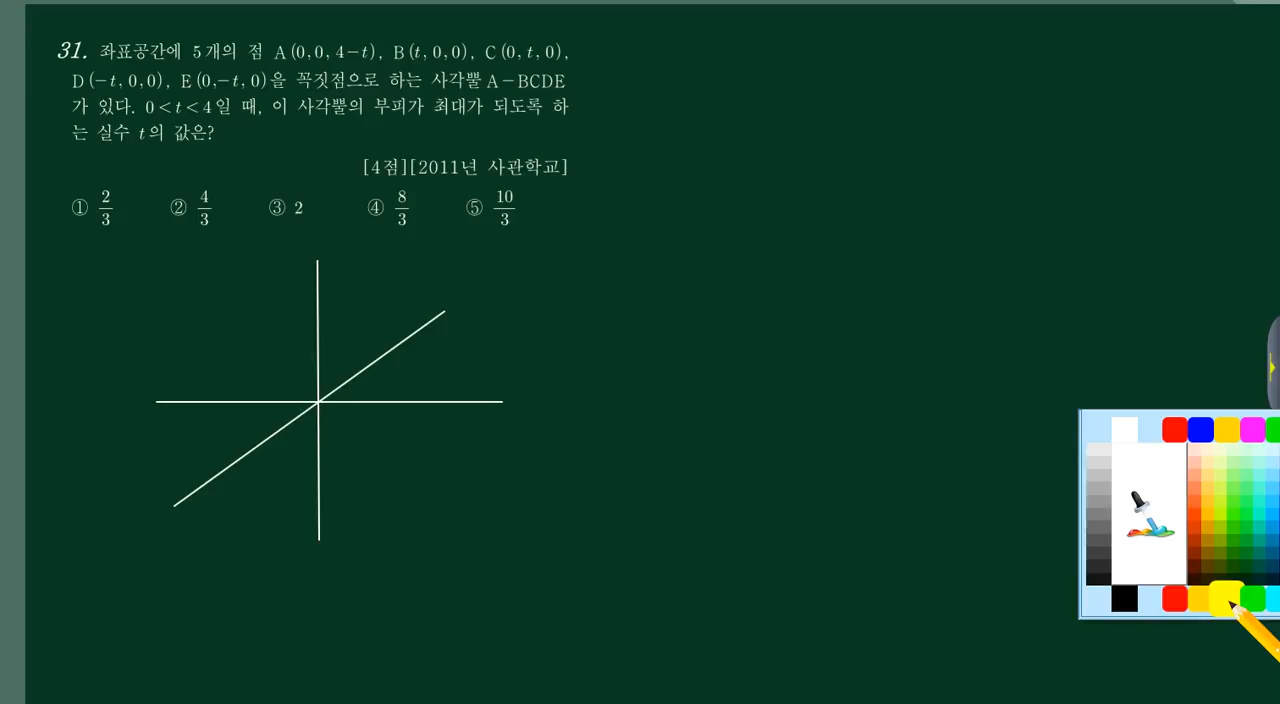 31. 좌표공간에 5개의 점 A(0,0,4−t), B(t,0,0), C(0,t,0),
D(−t,0,0), E(0,−t,0)을 꼭짓점으로 하는 사각뿔 A−BCDE
가 있다. 0<t<4일 때, 이 사각뿔의 부피가 최대가 되도록 하
는 실수 t의 값은?
[4점][2011년 사관학교]
① 2/3 ② 4/3 ③ 2 ④ 8/3 ⑤ 10/3